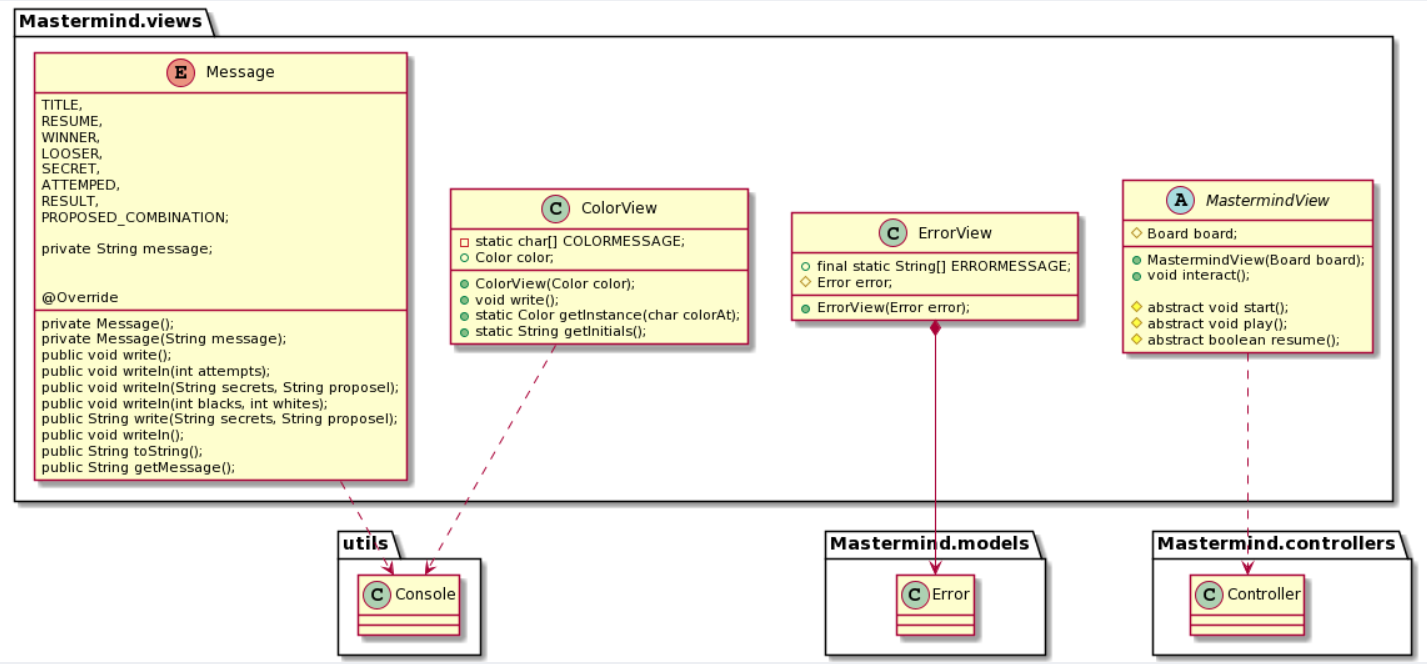 Mastermind.views
E Message
TITLE,
RESUME,
WINNER,
LOOSER,
SECRET,
ATTEMPED,
RESULT,
PROPOSED_COMBINATION;
private String message;
@Override
private Message();
private Message(String message);
public void write();
public void writeln(int attempts);
public void writeln(String secrets, String proposel);
public void writeln(int blacks, int whites);
public String write(String secrets, String proposel);
public void writeln();
public String toString();
public String getMessage();
C ColorView
static char[] COLORMESSAGE;
Color color;
ColorView(Color color);
void write();
static Color getInstance(char colorAt);
static String getInitials();
C ErrorView
final static String[] ERRORMESSAGE;
Error error;
ErrorView(Error error);
A MastermindView
Board board;
MastermindView(Board board);
void interact();
abstract void start();
abstract void play();
abstract boolean resume();
utils
C Console
Mastermind.models
C Error
Mastermind.controllers
C Controller